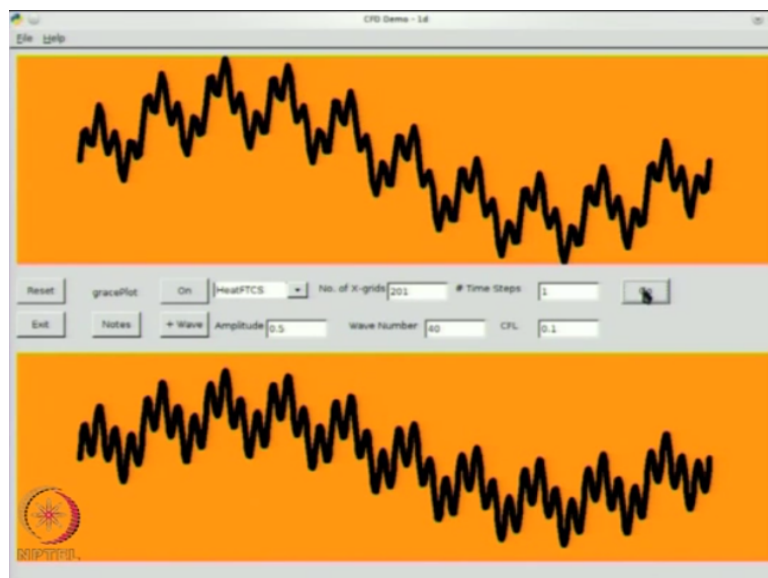 CFD Demo - 1d
File Help
Reset gracePlot On HeatFTCS No. of X-grids 201 # Time Steps 1
Exit Notes + Wave Amplitude 0.5 Wave Number 40 CFL 0.1
NPTEL